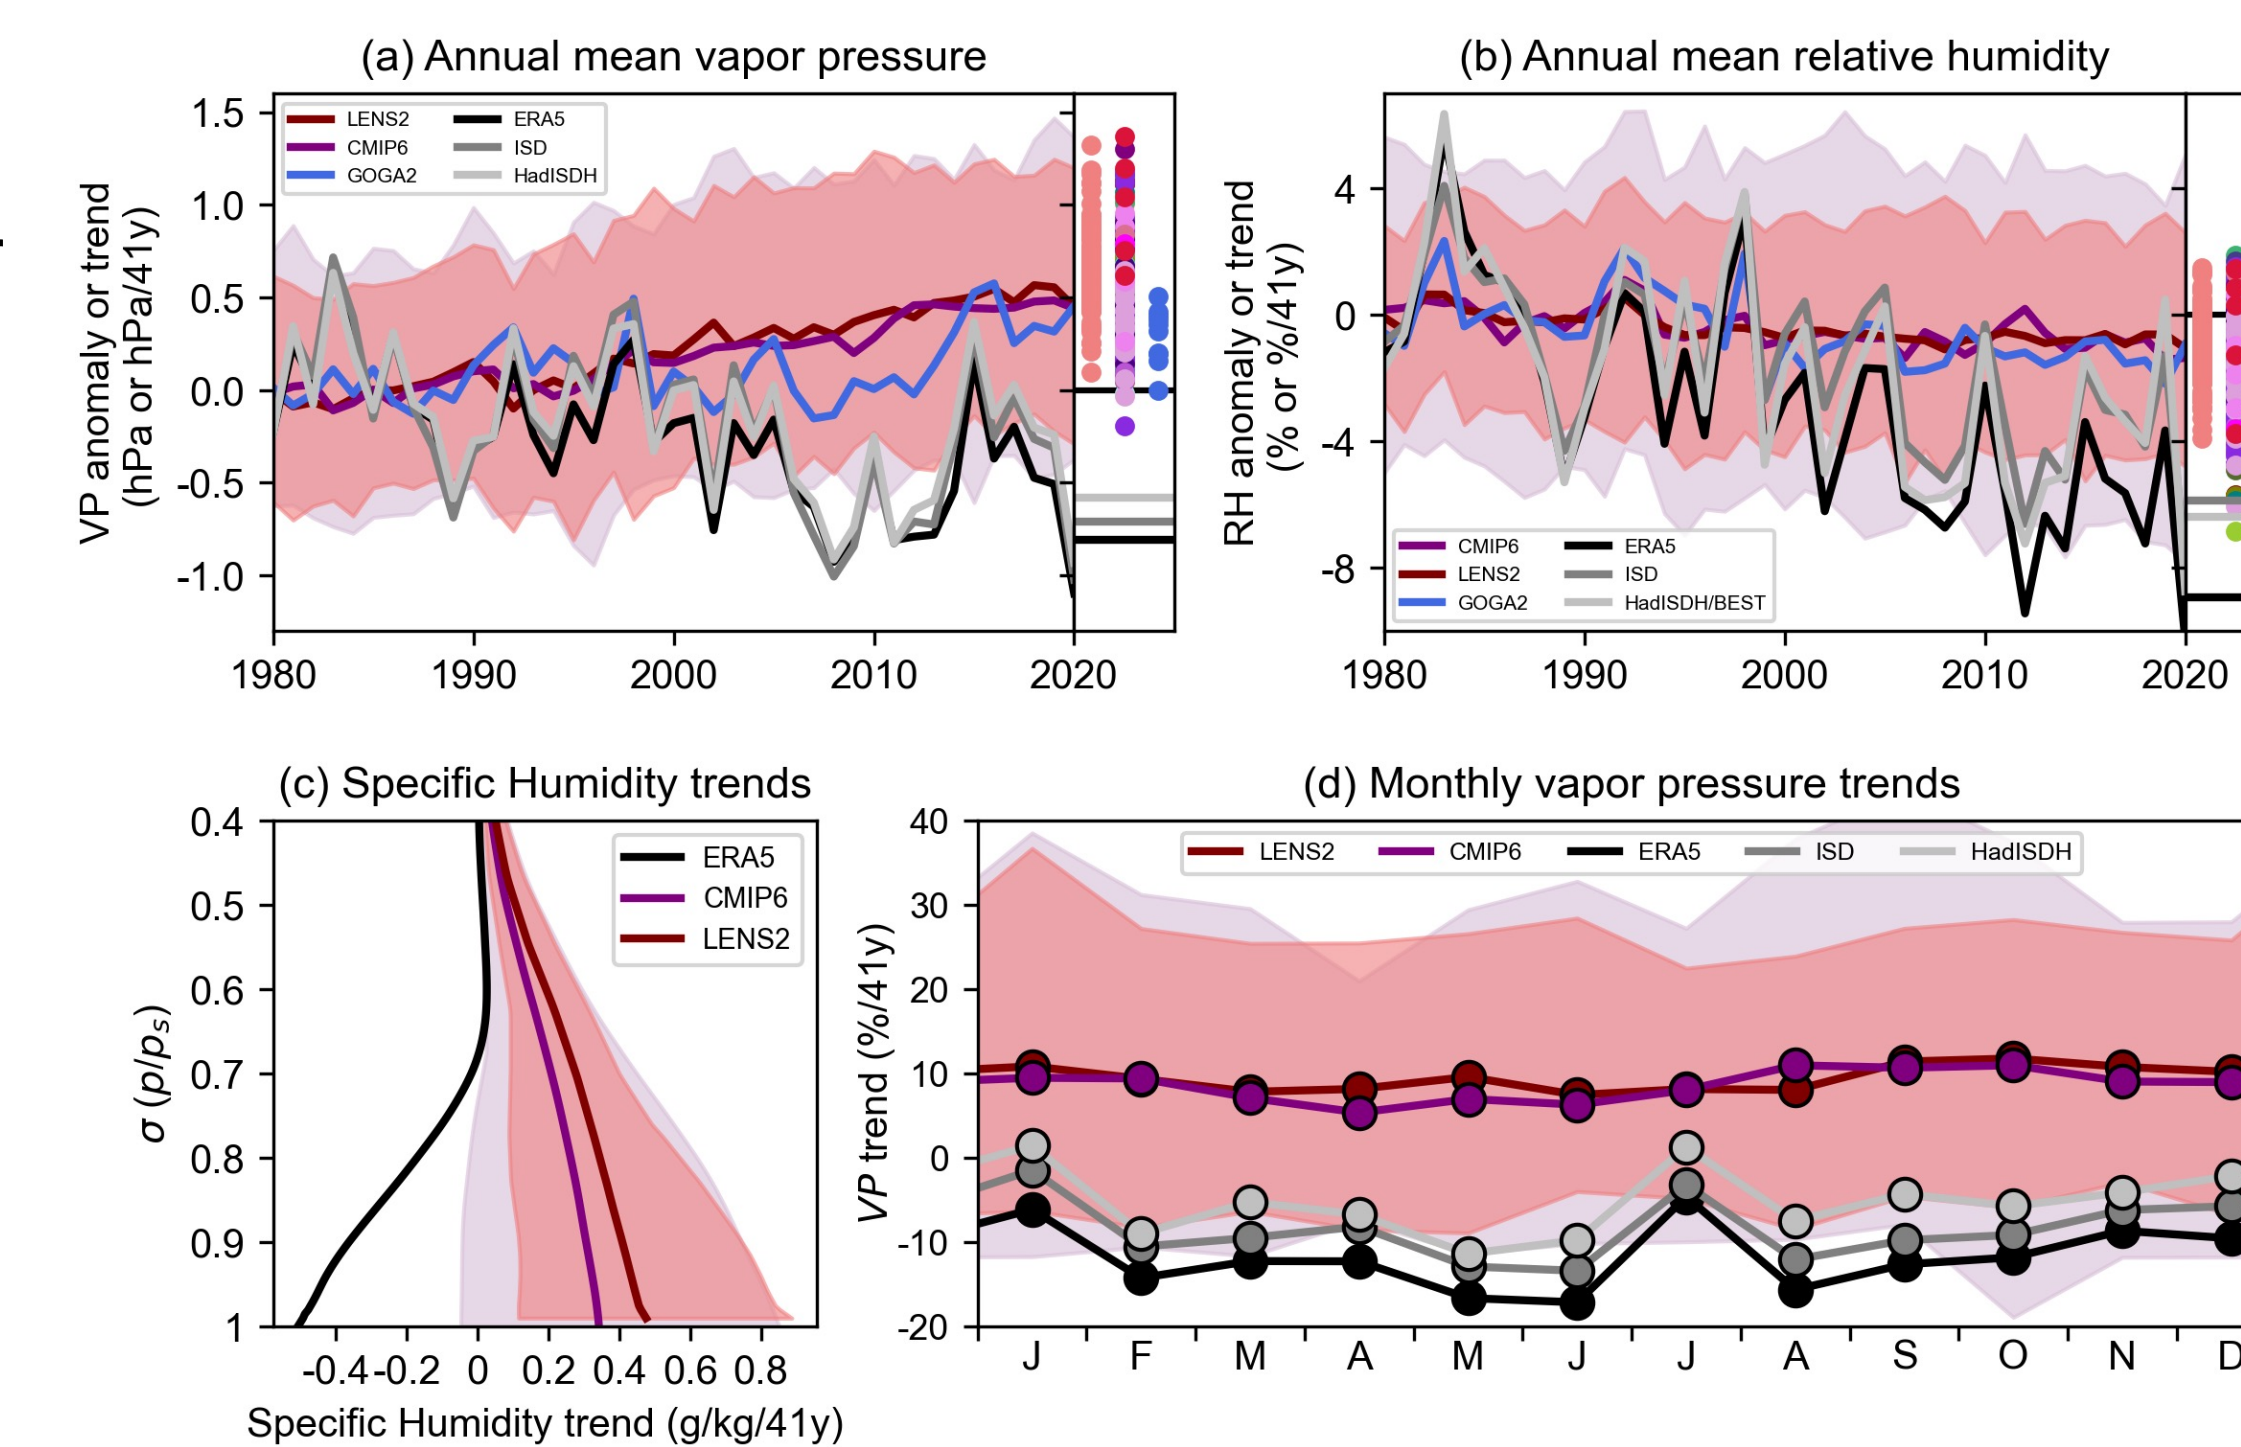 (a) Annual mean vapor pressure
VP anomaly or trend
(hPa or hPa/41y)
1.5
1.0
0.5
0.0
-0.5
-1.0
LENS2
CMIP6
GOGA2
ERA5
ISD
HadISDH
1980
1990
2000
2010
2020
(b) Annual mean relative humidity
RH anomaly or trend
(% or %/41y)
4
0
-4
-8
CMIP6
LENS2
GOGA2
ERA5
ISD
HadISDH/BEST
1980
1990
2000
2010
2020
(c) Specific Humidity trends
σ (p/pₛ)
0.4
0.5
0.6
0.7
0.8
0.9
1
ERA5
CMIP6
LENS2
-0.4 -0.2 0 0.2 0.4 0.6 0.8
Specific Humidity trend (g/kg/41y)
(d) Monthly vapor pressure trends
VP trend (%/41y)
40
30
20
10
0
-10
-20
LENS2 CMIP6 ERA5 ISD HadISDH
J F M A M J J A S O N D